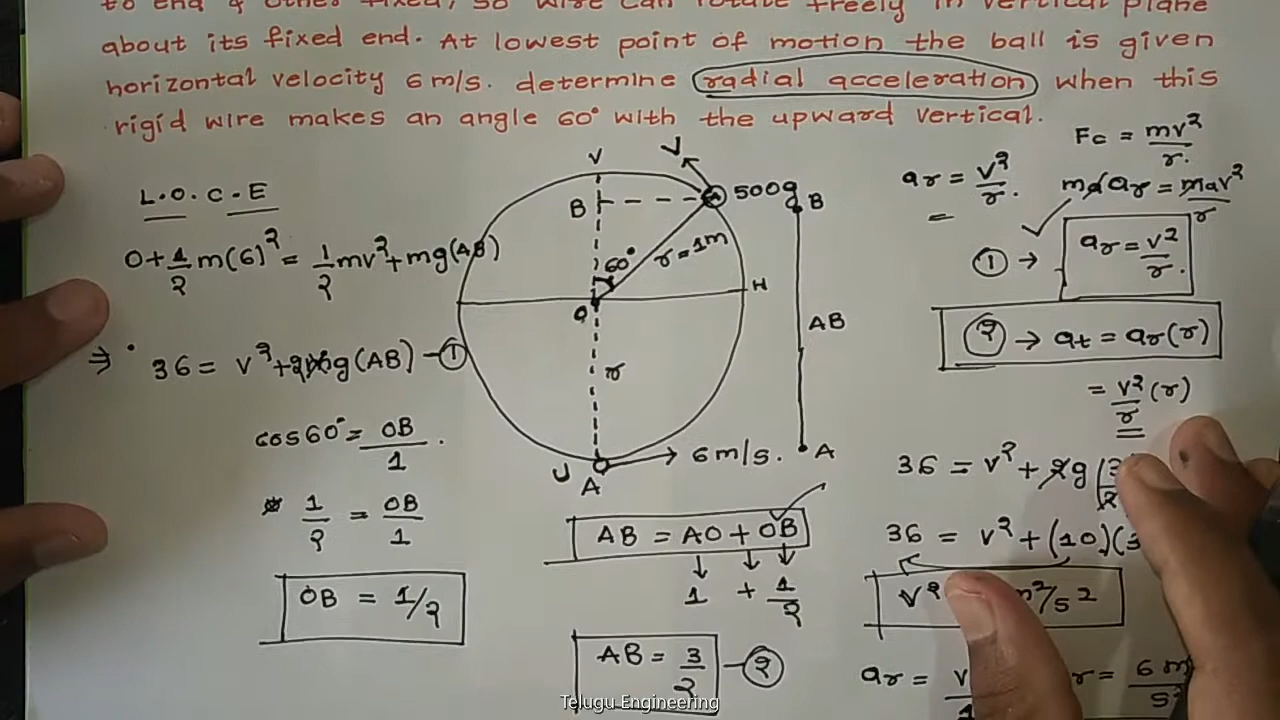 to end & other fixed, so wire can rotate freely in vertical plane
about its fixed end. At lowest point of motion the ball is given
horizontal velocity 6 m/s. determine radial acceleration when this
rigid wire makes an angle 60° with the upward vertical.
L.O.C.E
0+1/2 m(6)² = 1/2 mv²+mg(AB)
⇒ 36 = v²+2g(AB) - ①
cos60° = OB/1
1/2 = OB/1
OB = 1/2
V
B
500g
60°
r=1m
O
H
r
U
A
6m/s.
B
AB
A
AB = AO + OB
1 + 1/2
AB = 3/2 - ②
Fc = mv²/r.
ar = v²/r.
① → ar = v²/r.
② → at = ar(r)
= v²/r (r)
36 = v² + 2g
36 = v² + (10)(3
v²
ar =
r = 6 m
Telugu Engineering